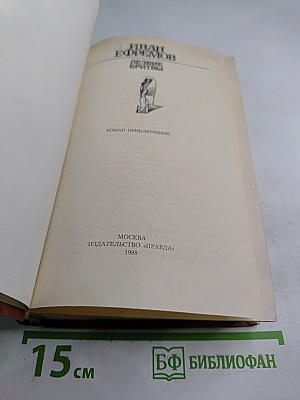 ИВАН
ЕФРЕМОВ
ЛЕЗВИЕ
БРИТВЫ
РОМАН ПРИКЛЮЧЕНИЙ
МОСКВА
ИЗДАТЕЛЬСТВО «ПРАВДА»
1988
15 СМ
БФ БИБЛИОФАН